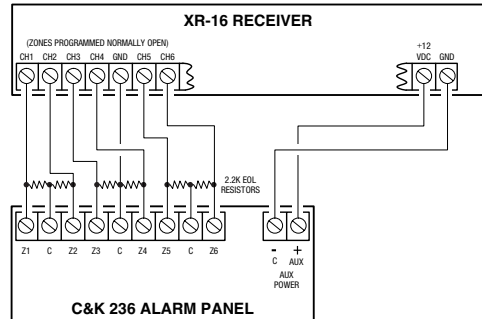 XR-16 RECEIVER
(ZONES PROGRAMMED NORMALLY OPEN)
CH1 CH2 CH3 CH4 GND CH5 CH6
+12
VDC GND
2.2K EOL
RESISTORS
Z1 C Z2 Z3 C Z4 Z5 C Z6
- +
C AUX
AUX
POWER
C&K 236 ALARM PANEL